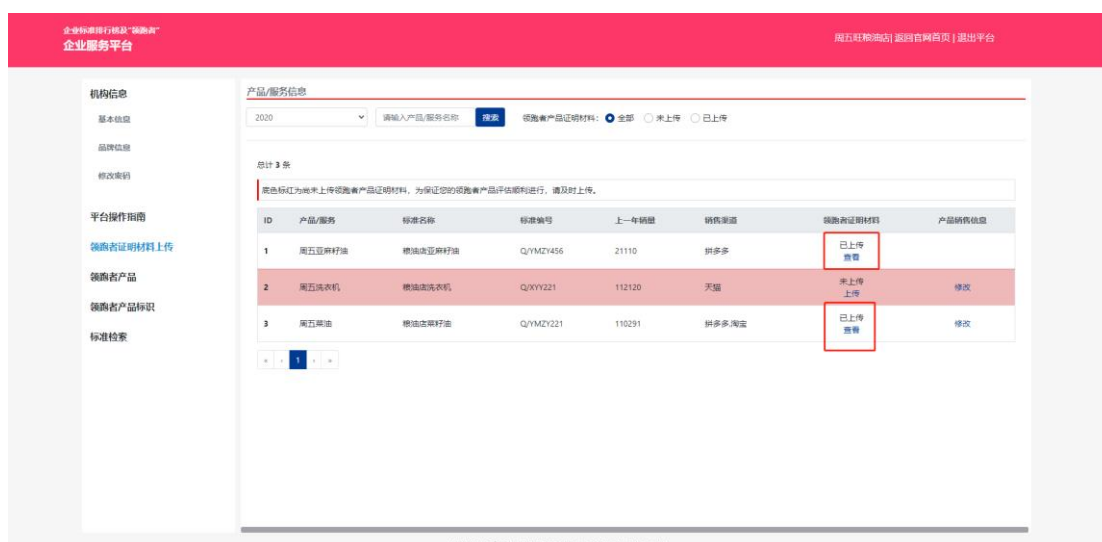 企业标准排行榜及"领跑者"
企业服务平台
周五旺粮油店| 返回官网首页 | 退出平台
机构信息
基本信息
品牌信息
修改密码
平台操作指南
领跑者证明材料上传
领跑者产品
领跑者产品标识
标准检索
产品/服务信息
2020 请输入产品/服务名称 搜索 领跑者产品证明材料： 全部 未上传 已上传
总计 3 条
底色标红为尚未上传领跑者产品证明材料，为保证您的领跑者产品评估顺利进行，请及时上传。
ID 产品/服务 标准名称 标准编号 上一年销量 销售渠道 领跑者证明材料 产品销售信息
1 周五亚麻籽油 粮油店亚麻籽油 Q/YMZY456 21110 拼多多 已上传
查看
2 周五洗衣机 粮油店洗衣机 Q/XYY221 112120 天猫 未上传 修改
上传
3 周五菜油 粮油店菜籽油 Q/YMZY221 110291 拼多多,淘宝 已上传 修改
查看
« ‹ 1 › »